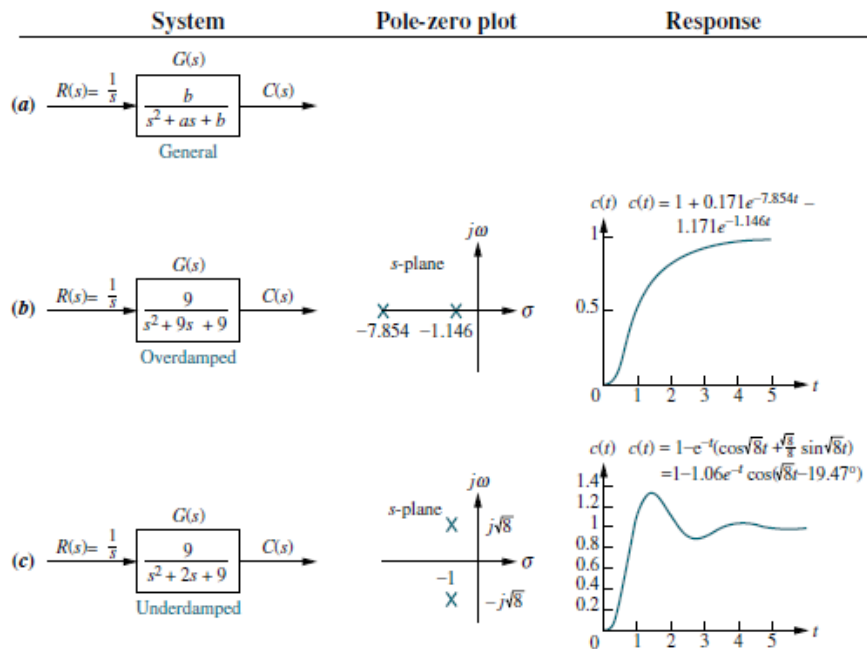 System Pole-zero plot Response
G(s)
(a) R(s)= 1/s b/(s² + as + b) C(s)
General
c(t) c(t) = 1 + 0.171e^−7.854t −
1.171e^−1.146t
G(s) jω 1
s-plane
(b) R(s)= 1/s 9/(s² + 9s + 9) C(s) σ 0.5
−7.854 −1.146
Overdamped
0 1 2 3 4 5 t
c(t) c(t) = 1−e^−t(cos√8t + √8/8 sin√8t)
=1−1.06e^−t cos(√8t−19.47°)
jω 1.4
G(s) s-plane j√8 1.2
1
(c) R(s)= 1/s 9/(s² + 2s + 9) C(s) σ 0.8
−1 0.6
Underdamped −j√8 0.4
0.2
0 1 2 3 4 5 t